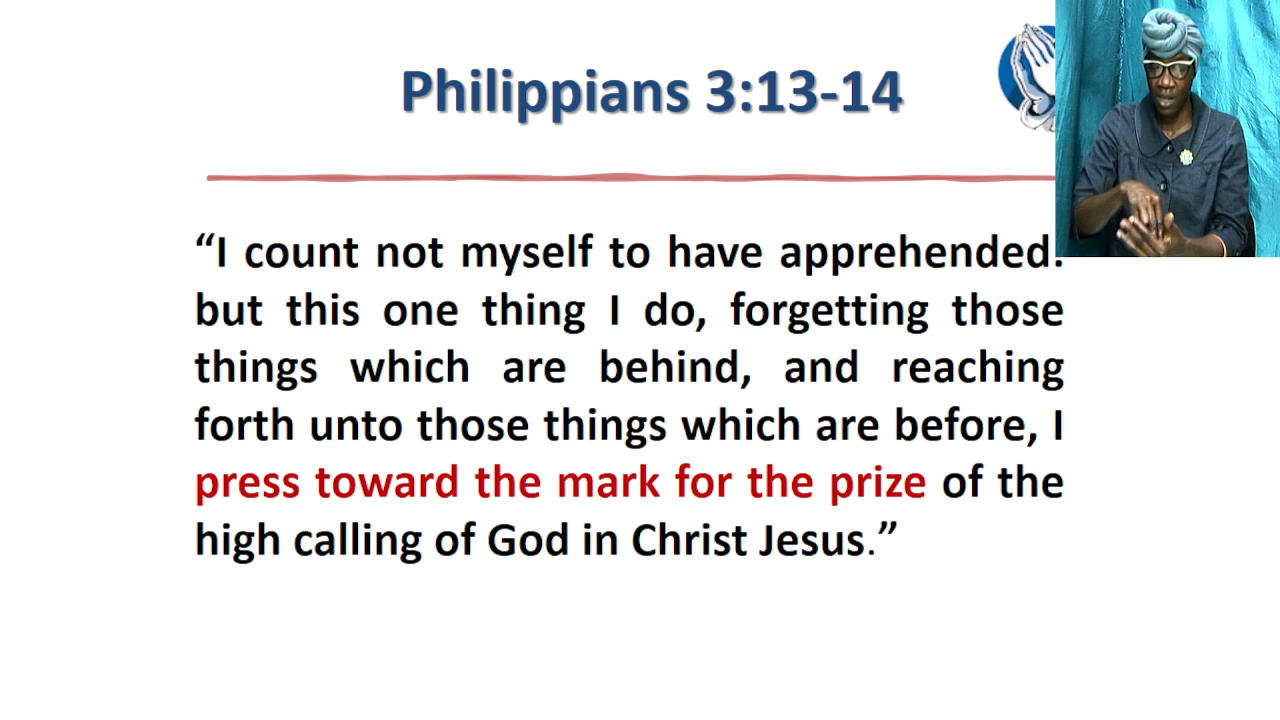 Philippians 3:13-14
“I count not myself to have apprehended:
but this one thing I do, forgetting those
things which are behind, and reaching
forth unto those things which are before, I
press toward the mark for the prize of the
high calling of God in Christ Jesus.”